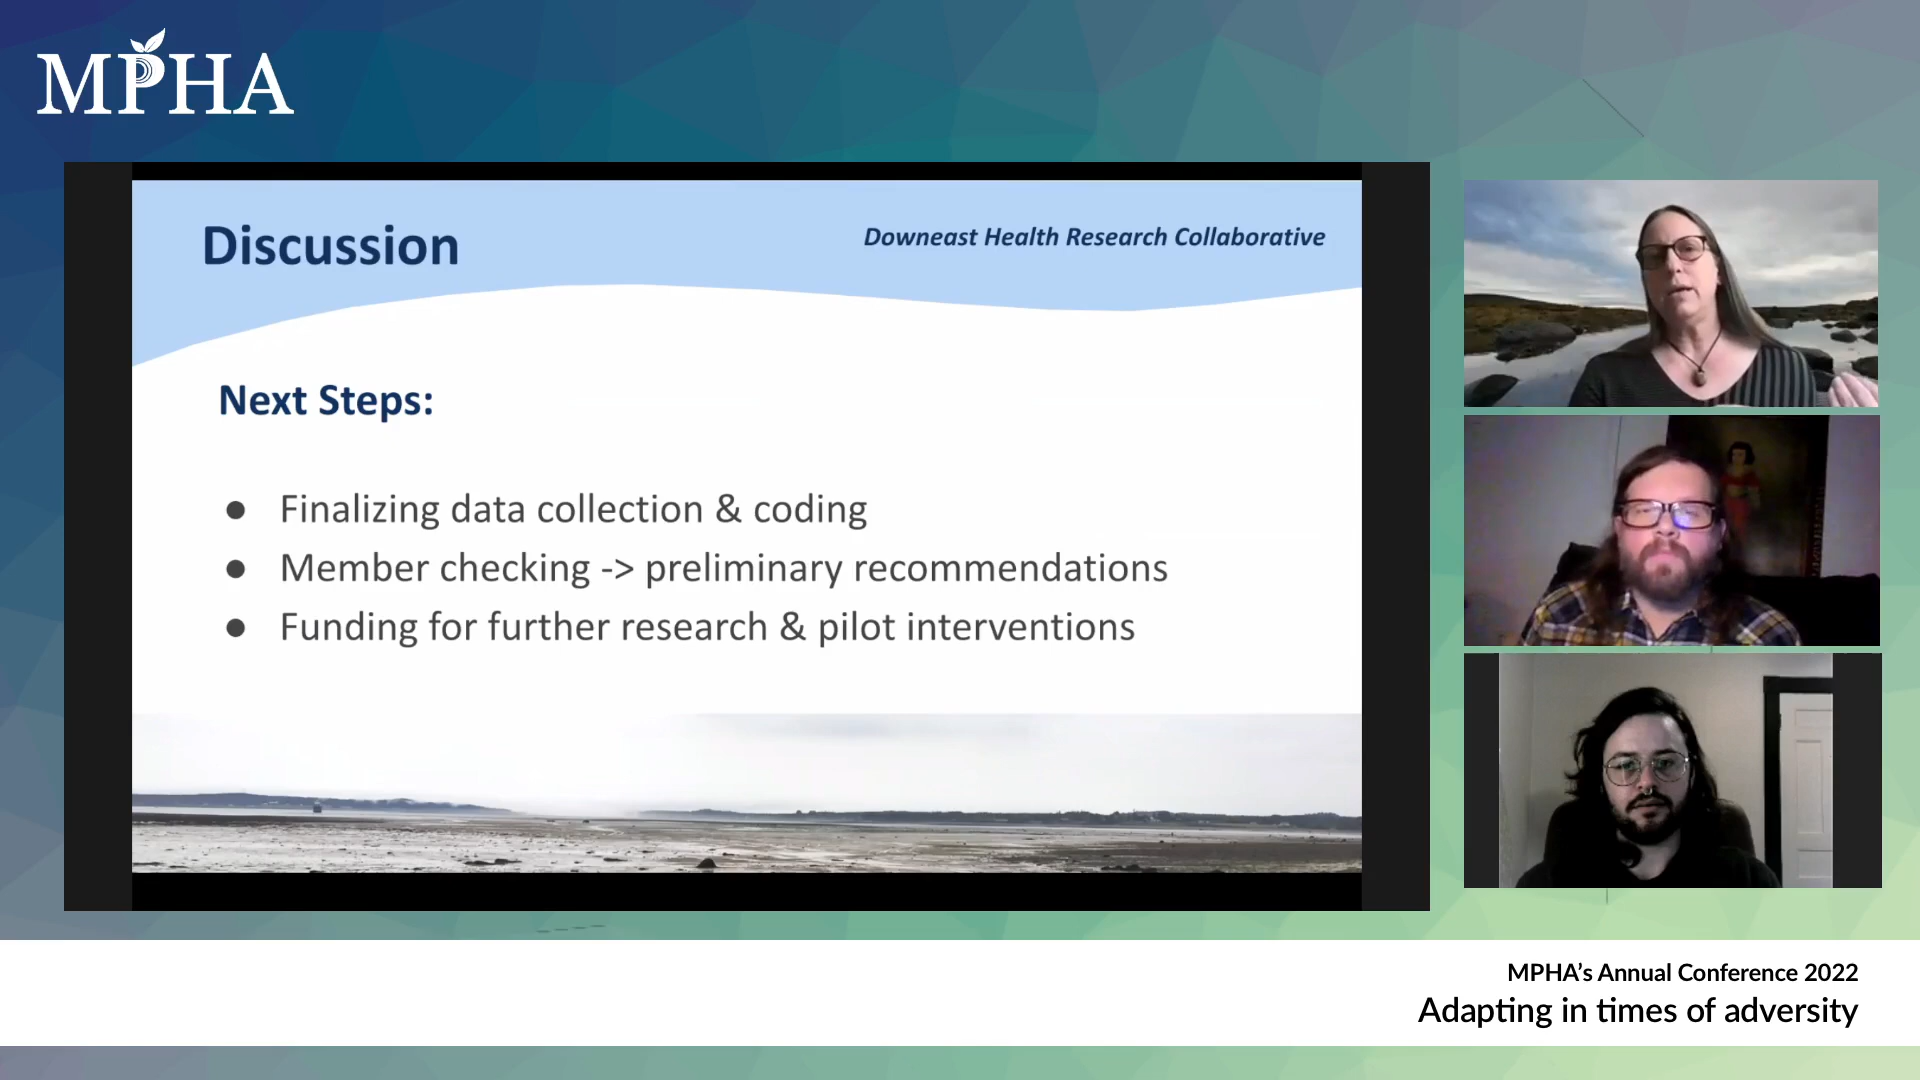 MPHA
Discussion
Downeast Health Research Collaborative
Next Steps:
● Finalizing data collection & coding
● Member checking -> preliminary recommendations
● Funding for further research & pilot interventions
MPHA’s Annual Conference 2022
Adapting in times of adversity